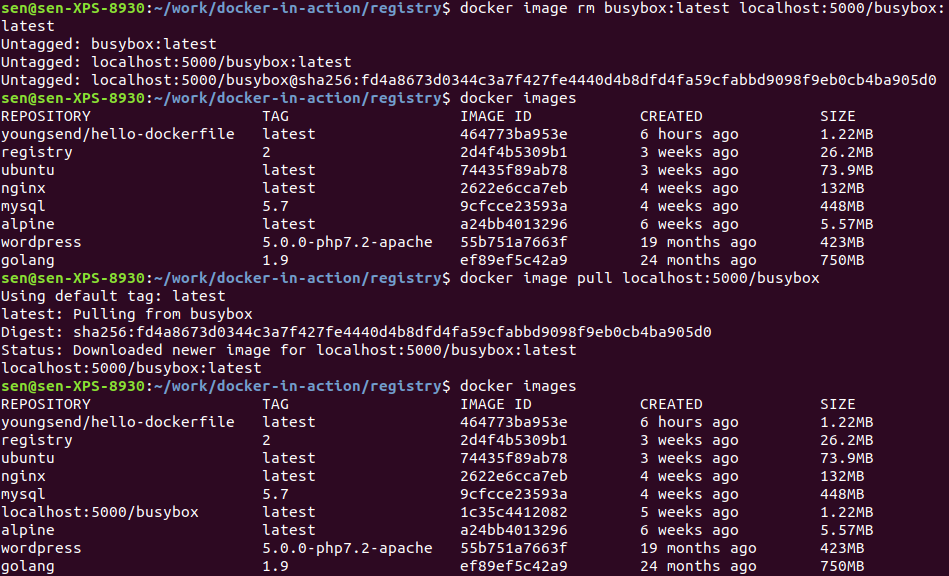 sen@sen-XPS-8930:~/work/docker-in-action/registry$ docker image rm busybox:latest localhost:5000/busybox:
latest
Untagged: busybox:latest
Untagged: localhost:5000/busybox:latest
Untagged: localhost:5000/busybox@sha256:fd4a8673d0344c3a7f427fe4440d4b8dfd4fa59cfabbd9098f9eb0cb4ba905d0
sen@sen-XPS-8930:~/work/docker-in-action/registry$ docker images
REPOSITORY TAG IMAGE ID CREATED SIZE
youngsend/hello-dockerfile latest 464773ba953e 6 hours ago 1.22MB
registry 2 2d4f4b5309b1 3 weeks ago 26.2MB
ubuntu latest 74435f89ab78 3 weeks ago 73.9MB
nginx latest 2622e6cca7eb 4 weeks ago 132MB
mysql 5.7 9cfcce23593a 4 weeks ago 448MB
alpine latest a24bb4013296 6 weeks ago 5.57MB
wordpress 5.0.0-php7.2-apache 55b751a7663f 19 months ago 423MB
golang 1.9 ef89ef5c42a9 24 months ago 750MB
sen@sen-XPS-8930:~/work/docker-in-action/registry$ docker image pull localhost:5000/busybox
Using default tag: latest
latest: Pulling from busybox
Digest: sha256:fd4a8673d0344c3a7f427fe4440d4b8dfd4fa59cfabbd9098f9eb0cb4ba905d0
Status: Downloaded newer image for localhost:5000/busybox:latest
localhost:5000/busybox:latest
sen@sen-XPS-8930:~/work/docker-in-action/registry$ docker images
REPOSITORY TAG IMAGE ID CREATED SIZE
youngsend/hello-dockerfile latest 464773ba953e 6 hours ago 1.22MB
registry 2 2d4f4b5309b1 3 weeks ago 26.2MB
ubuntu latest 74435f89ab78 3 weeks ago 73.9MB
nginx latest 2622e6cca7eb 4 weeks ago 132MB
mysql 5.7 9cfcce23593a 4 weeks ago 448MB
localhost:5000/busybox latest 1c35c4412082 5 weeks ago 1.22MB
alpine latest a24bb4013296 6 weeks ago 5.57MB
wordpress 5.0.0-php7.2-apache 55b751a7663f 19 months ago 423MB
golang 1.9 ef89ef5c42a9 24 months ago 750MB